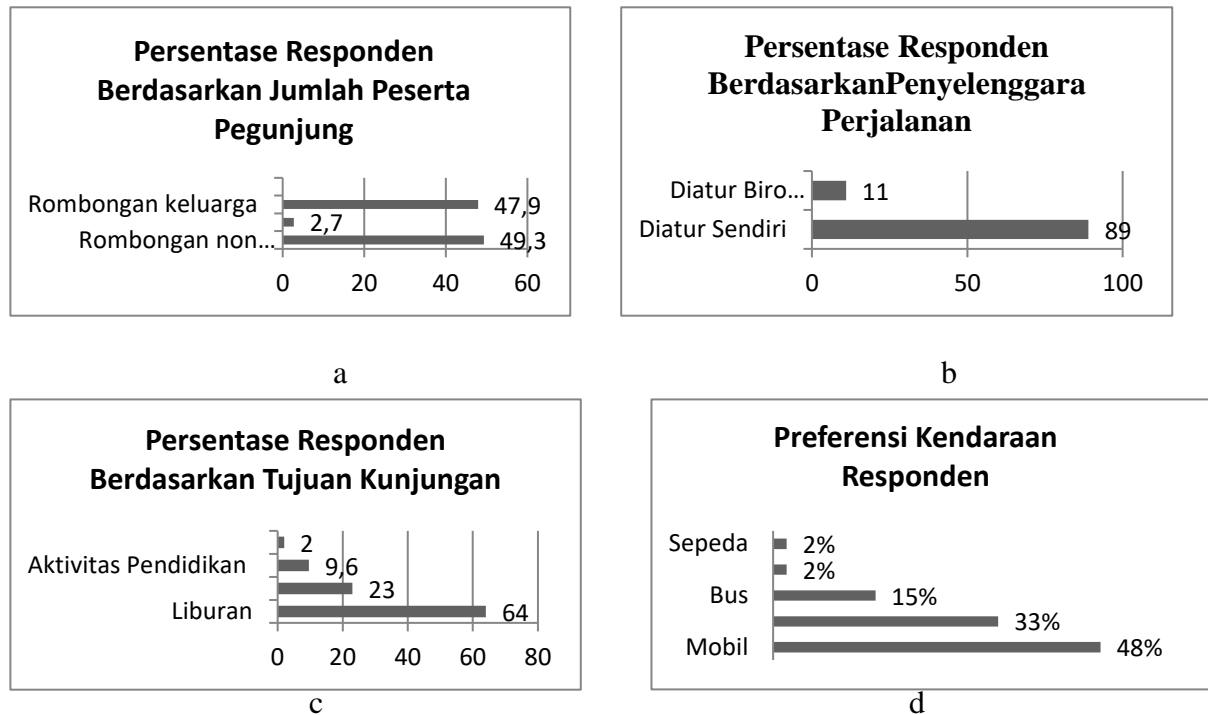 Persentase Responden
Berdasarkan Jumlah Peserta
Pegunjung
Rombongan keluarga
47,9
2,7
Rombongan non...
49,3
0 20 40 60
a
Persentase Responden
BerdasarkanPenyelenggara
Perjalanan
Diatur Biro...
11
Diatur Sendiri
89
0 50 100
b
Persentase Responden
Berdasarkan Tujuan Kunjungan
2
Aktivitas Pendidikan
9,6
23
Liburan
64
0 20 40 60 80
c
Preferensi Kendaraan
Responden
Sepeda
2%
2%
Bus
15%
33%
Mobil
48%
d